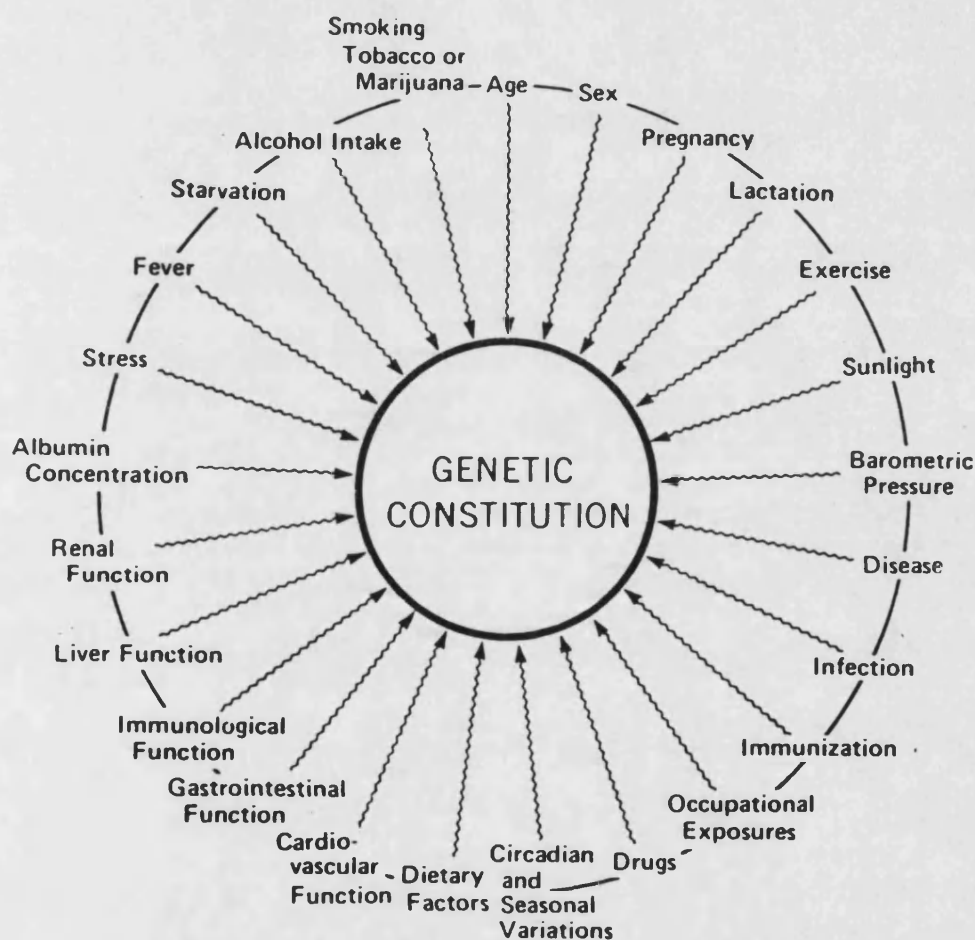 Smoking
Tobacco or
Marijuana
Age
Sex
Pregnancy
Lactation
Exercise
Sunlight
Barometric
Pressure
Disease
Infection
Immunization
Occupational
Exposures
Drugs
Circadian
and
Seasonal
Variations
Dietary
Factors
Cardio-
vascular
Function
Gastrointestinal
Function
Immunological
Function
Liver Function
Renal
Function
Albumin
Concentration
Stress
Fever
Starvation
Alcohol Intake
GENETIC
CONSTITUTION